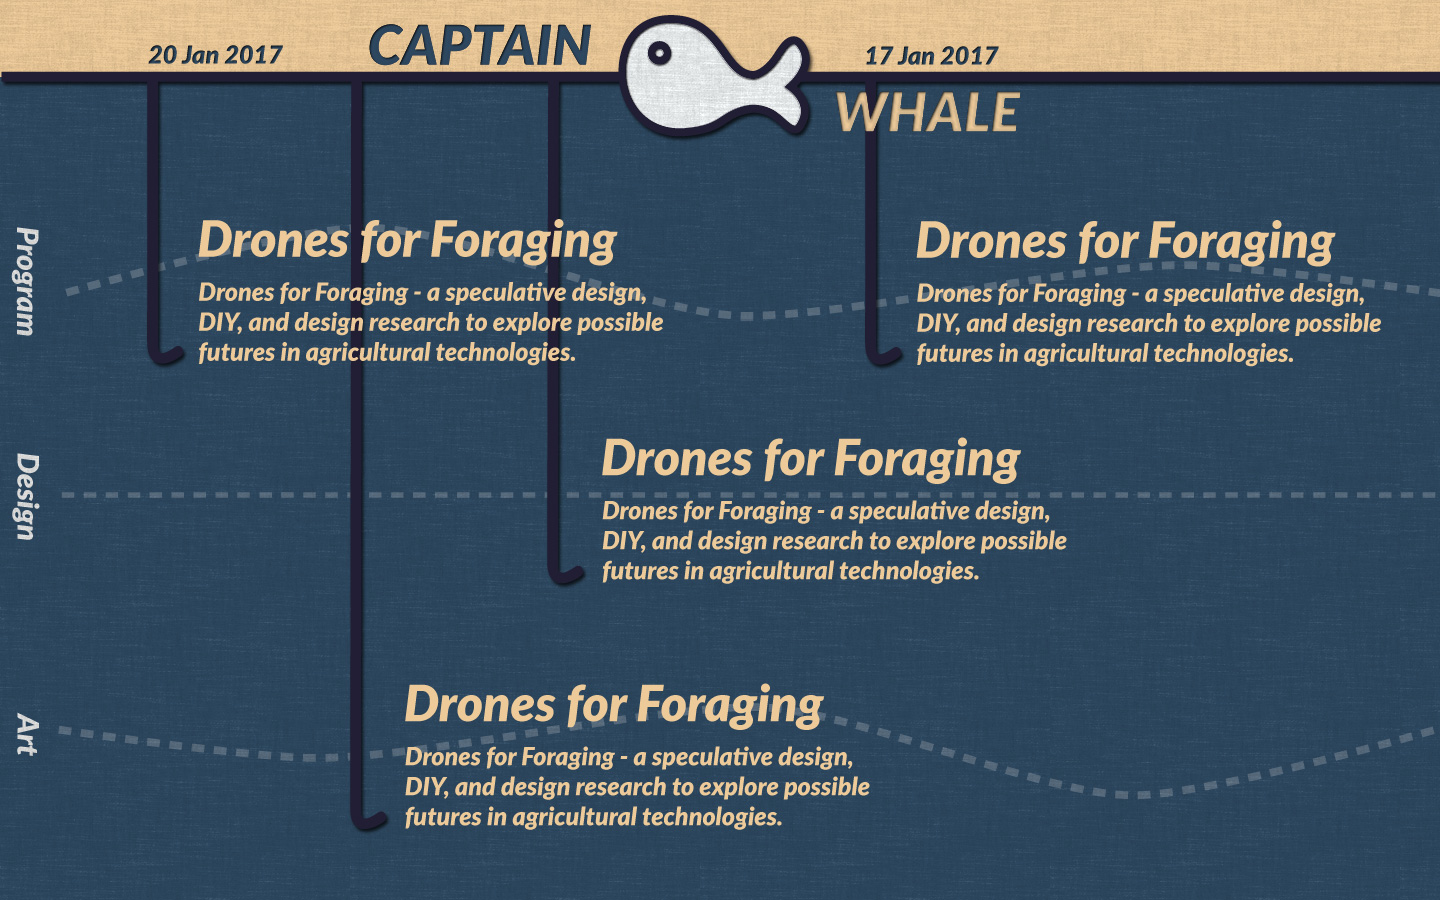 20 Jan 2017
CAPTAIN
17 Jan 2017
WHALE
Program
Drones for Foraging
Drones for Foraging - a speculative design,
DIY, and design research to explore possible
futures in agricultural technologies.
Drones for Foraging
Drones for Foraging - a speculative design,
DIY, and design research to explore possible
futures in agricultural technologies.
Design
Drones for Foraging
Drones for Foraging - a speculative design,
DIY, and design research to explore possible
futures in agricultural technologies.
Art
Drones for Foraging
Drones for Foraging - a speculative design,
DIY, and design research to explore possible
futures in agricultural technologies.